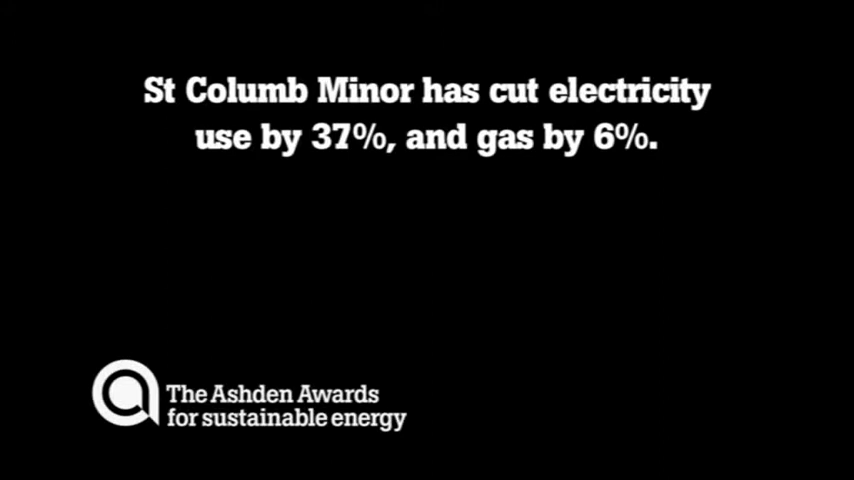 St Columb Minor has cut electricity
use by 37%, and gas by 6%.
The Ashden Awards
for sustainable energy